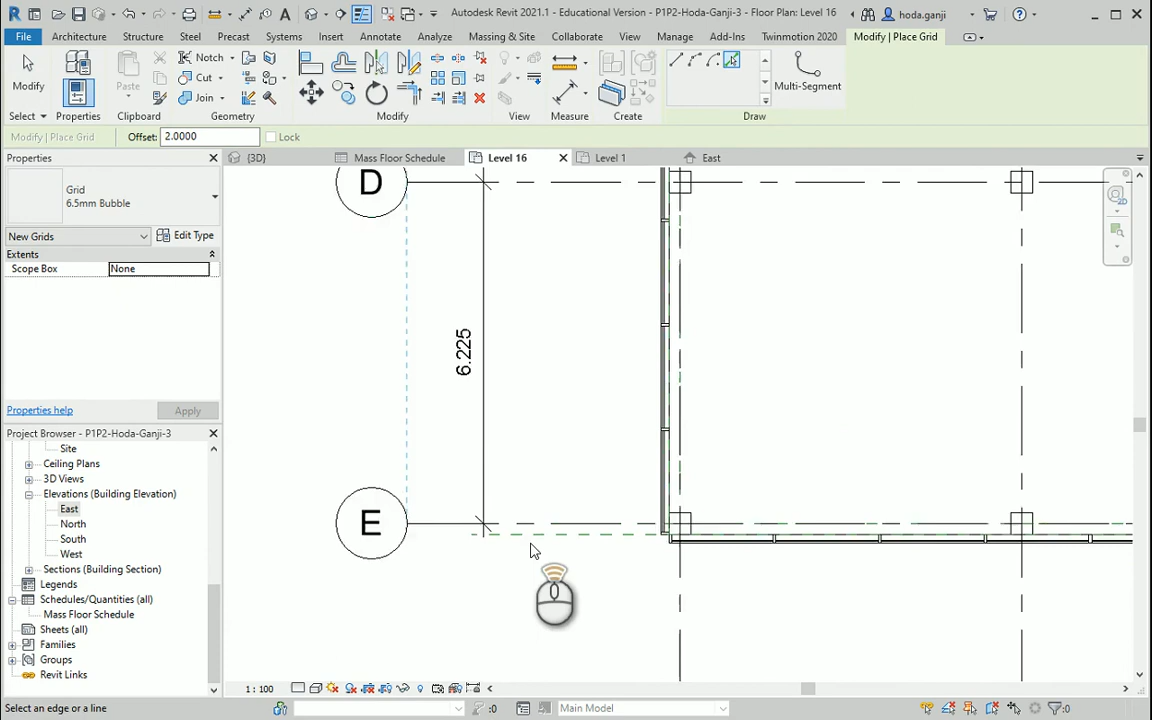 Autodesk Revit 2021.1 - Educational Version - P1P2-Hoda-Ganji-3 - Floor Plan: Level 16
hoda.ganji
File Architecture Structure Steel Precast Systems Insert Annotate Analyze Massing & Site Collaborate View Manage Add-Ins Twinmotion 2020 Modify | Place Grid
Notch
Cut
Join
Modify
Paste
Multi-Segment
Select Properties Clipboard Geometry Modify View Measure Create Draw
Modify | Place Grid Offset: 2.0000 Lock
Properties
{3D} Mass Floor Schedule Level 16 Level 1 East
Grid
6.5mm Bubble
New Grids Edit Type
Extents
Scope Box None
Properties help Apply
Project Browser - P1P2-Hoda-Ganji-3
Site
Ceiling Plans
3D Views
Elevations (Building Elevation)
East
North
South
West
Sections (Building Section)
Legends
Schedules/Quantities (all)
Mass Floor Schedule
Sheets (all)
Families
Groups
Revit Links
D
6.225
E
1 : 100
Select an edge or a line
:0
Main Model
:0